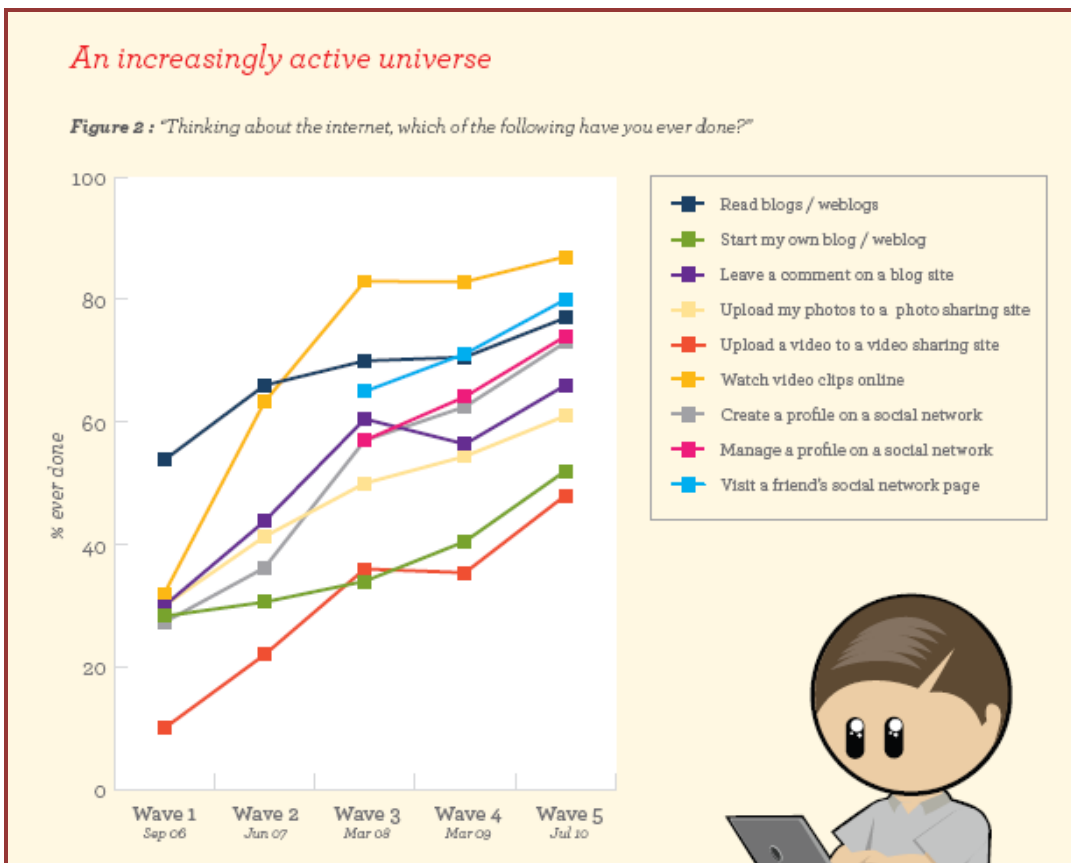 An increasingly active universe
Figure 2 : "Thinking about the internet, which of the following have you ever done?"
100
80
60
40
20
0
% ever done
Wave 1
Sep 06
Wave 2
Jun 07
Wave 3
Mar 08
Wave 4
Mar 09
Wave 5
Jul 10
Read blogs / weblogs
Start my own blog / weblog
Leave a comment on a blog site
Upload my photos to a photo sharing site
Upload a video to a video sharing site
Watch video clips online
Create a profile on a social network
Manage a profile on a social network
Visit a friend's social network page